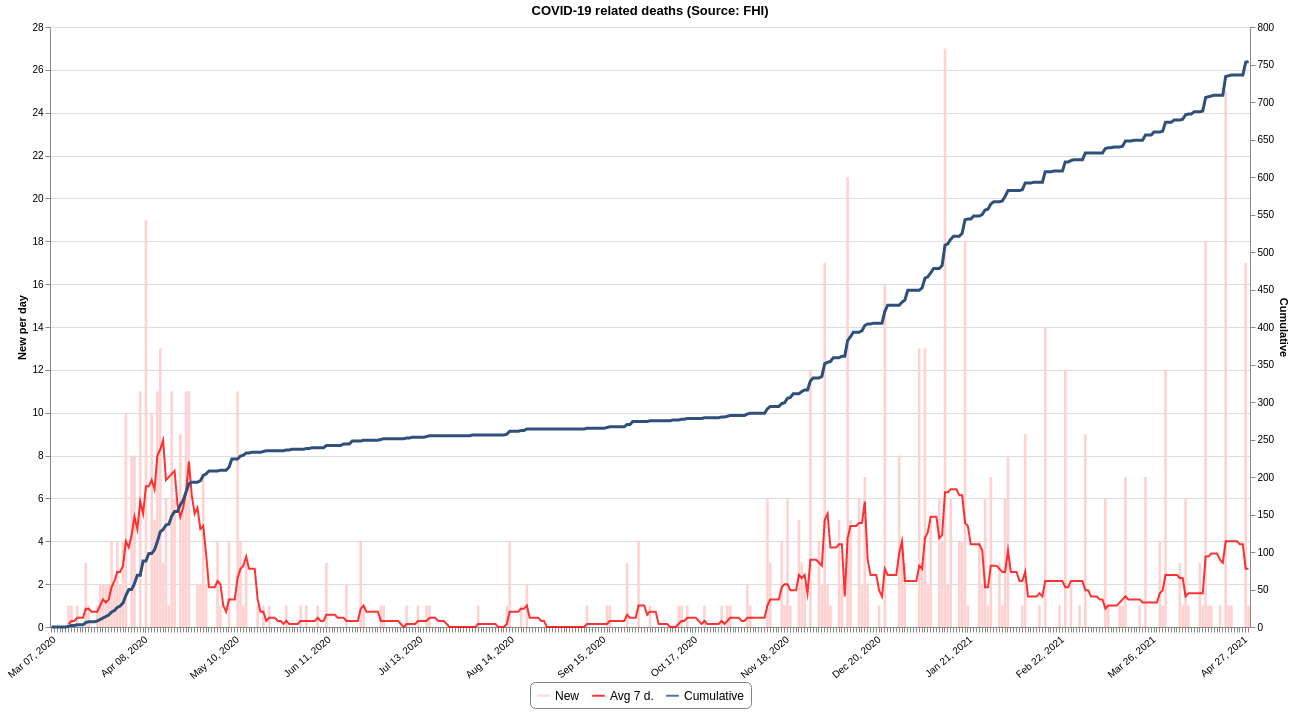 COVID-19 related deaths (Source: FHI)
New per day
28
26
24
22
20
18
16
14
12
10
8
6
4
2
0
800
750
700
650
600
550
500
450
400
350
300
250
200
150
100
50
0
Cumulative
Mar 07, 2020
Apr 08, 2020
May 10, 2020
Jun 11, 2020
Jul 13, 2020
Aug 14, 2020
Sep 15, 2020
Oct 17, 2020
Nov 18, 2020
Dec 20, 2020
Jan 21, 2021
Feb 22, 2021
Mar 26, 2021
Apr 27, 2021
New Avg 7 d. Cumulative